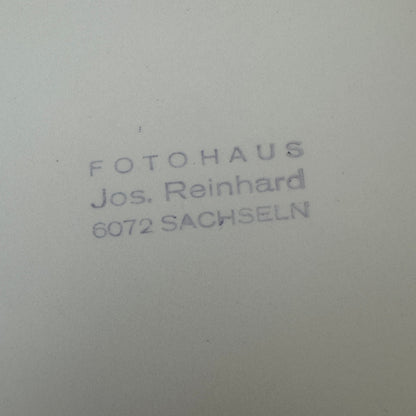 FOTOHAUS
Jos. Reinhard
6072 SACHSELN